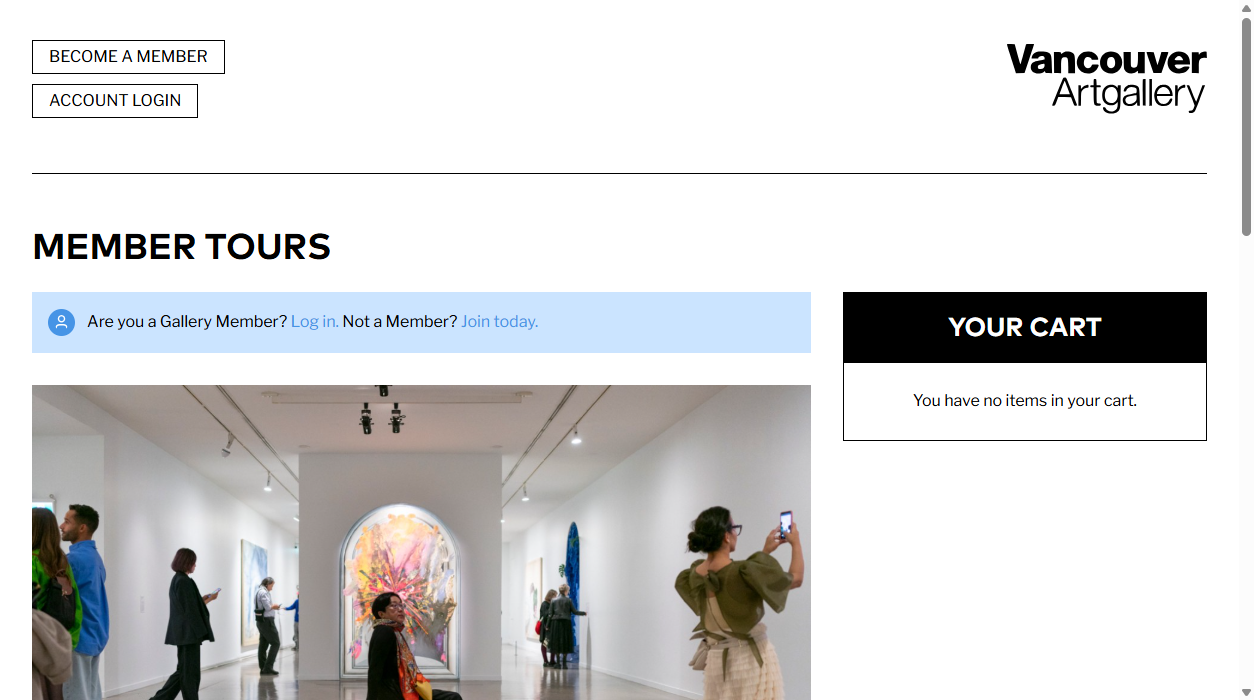 BECOME A MEMBER
ACCOUNT LOGIN
Vancouver
Artgallery
MEMBER TOURS
Are you a Gallery Member? Log in. Not a Member? Join today.
YOUR CART
You have no items in your cart.